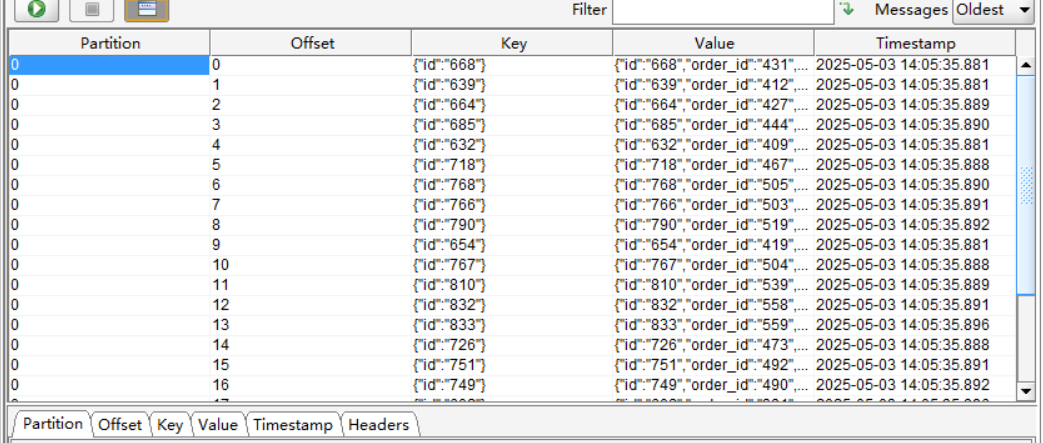 Filter Messages Oldest
Partition Offset Key Value Timestamp
0 0 {"id":"668"} {"id":"668","order_id":"431",... 2025-05-03 14:05:35.881
0 1 {"id":"639"} {"id":"639","order_id":"412",... 2025-05-03 14:05:35.881
0 2 {"id":"664"} {"id":"664","order_id":"427",... 2025-05-03 14:05:35.889
0 3 {"id":"685"} {"id":"685","order_id":"444",... 2025-05-03 14:05:35.890
0 4 {"id":"632"} {"id":"632","order_id":"409",... 2025-05-03 14:05:35.881
0 5 {"id":"718"} {"id":"718","order_id":"467",... 2025-05-03 14:05:35.888
0 6 {"id":"768"} {"id":"768","order_id":"505",... 2025-05-03 14:05:35.890
0 7 {"id":"766"} {"id":"766","order_id":"503",... 2025-05-03 14:05:35.891
0 8 {"id":"790"} {"id":"790","order_id":"519",... 2025-05-03 14:05:35.892
0 9 {"id":"654"} {"id":"654","order_id":"419",... 2025-05-03 14:05:35.881
0 10 {"id":"767"} {"id":"767","order_id":"504",... 2025-05-03 14:05:35.888
0 11 {"id":"810"} {"id":"810","order_id":"539",... 2025-05-03 14:05:35.889
0 12 {"id":"832"} {"id":"832","order_id":"558",... 2025-05-03 14:05:35.891
0 13 {"id":"833"} {"id":"833","order_id":"559",... 2025-05-03 14:05:35.896
0 14 {"id":"726"} {"id":"726","order_id":"473",... 2025-05-03 14:05:35.888
0 15 {"id":"751"} {"id":"751","order_id":"492",... 2025-05-03 14:05:35.891
0 16 {"id":"749"} {"id":"749","order_id":"490",... 2025-05-03 14:05:35.892
Partition Offset Key Value Timestamp Headers